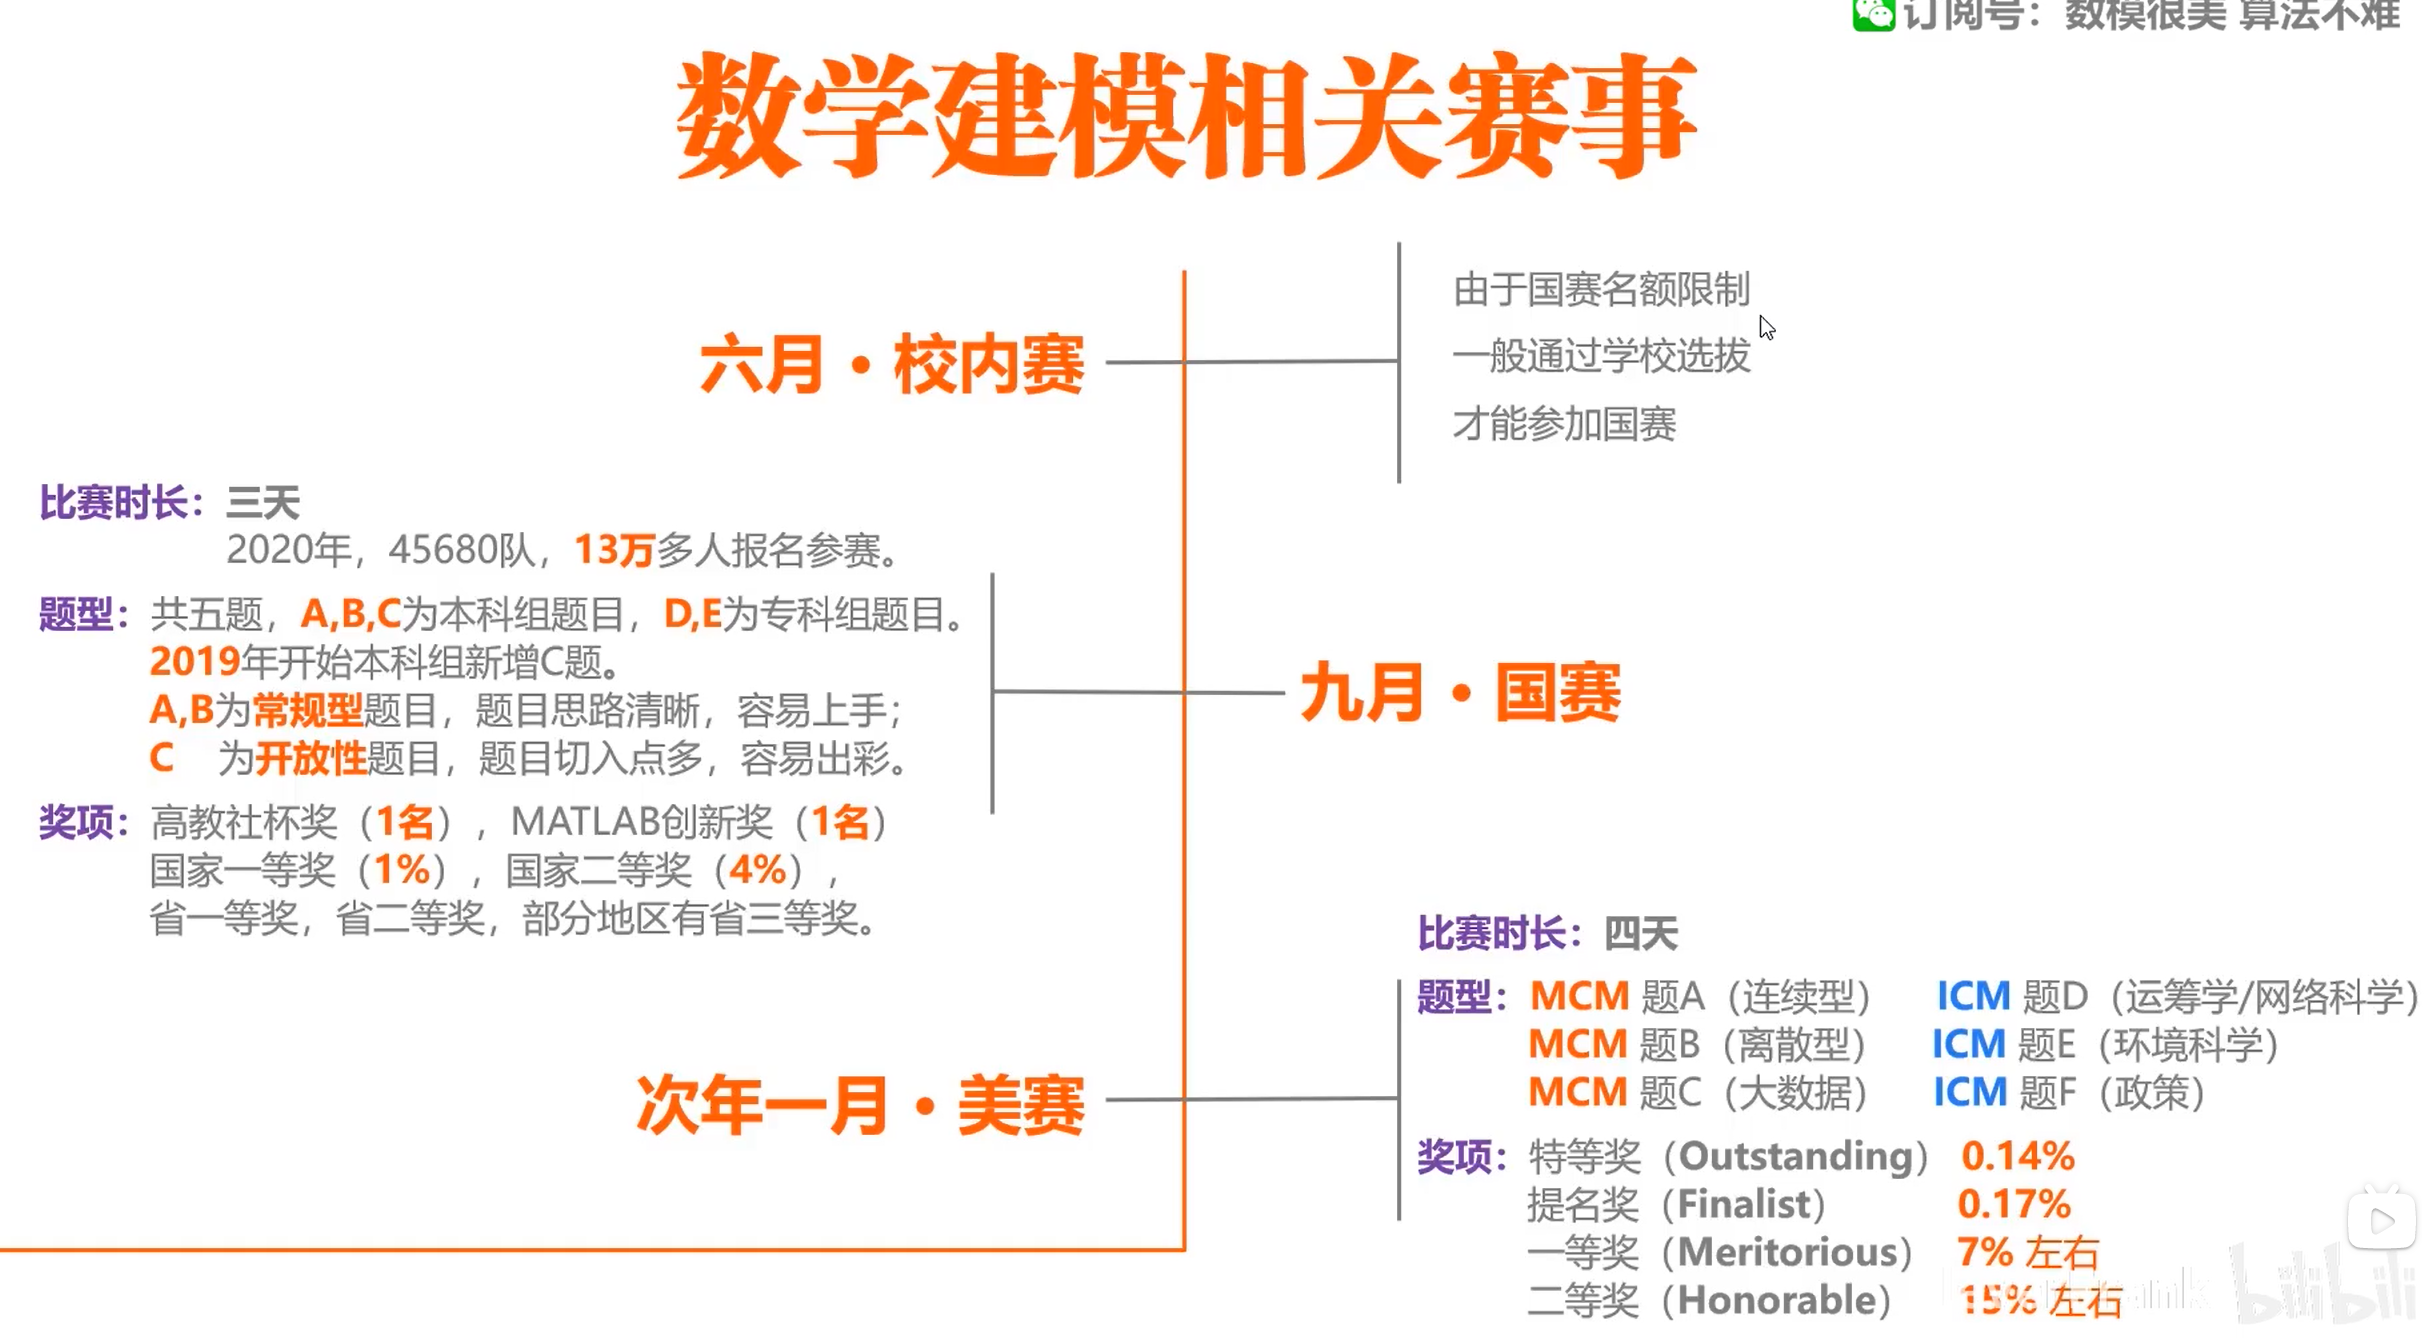 订阅号：数模很美 算法不难
数学建模相关赛事
六月·校内赛
由于国赛名额限制
一般通过学校选拔
才能参加国赛
比赛时长：三天
2020年，45680队，13万多人报名参赛。
题型：共五题，A,B,C为本科组题目，D,E为专科组题目。
2019年开始本科组新增C题。
A,B为常规型题目，题目思路清晰，容易上手；
C 为开放性题目，题目切入点多，容易出彩。
奖项：高教社杯奖（1名），MATLAB创新奖（1名）
国家一等奖（1%），国家二等奖（4%），
省一等奖，省二等奖，部分地区有省三等奖。
九月·国赛
次年一月·美赛
比赛时长：四天
题型：MCM 题A（连续型） ICM 题D（运筹学/网络科学）
MCM 题B（离散型） ICM 题E（环境科学）
MCM 题C（大数据） ICM 题F（政策）
奖项：特等奖（Outstanding） 0.14%
提名奖（Finalist） 0.17%
一等奖（Meritorious） 7% 左右
二等奖（Honorable） 15% 左右
bilibili